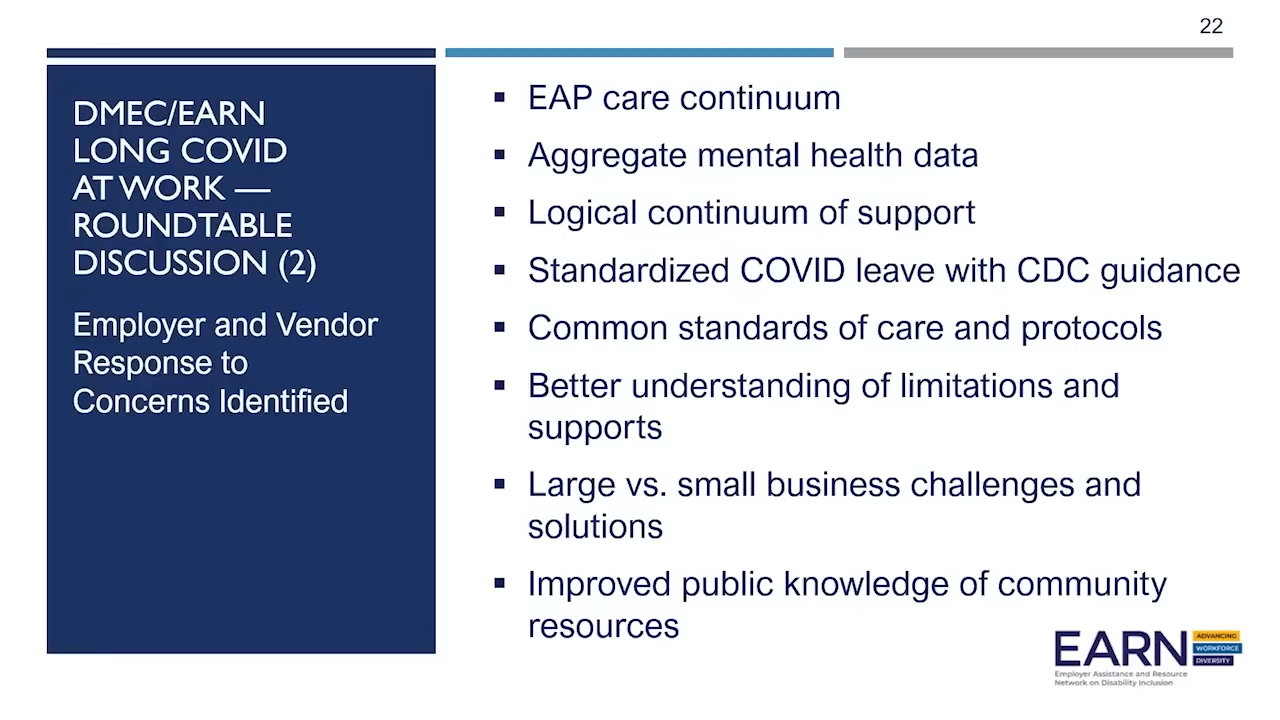 22
DMEC/EARN
LONG COVID
AT WORK —
ROUNDTABLE
DISCUSSION (2)
Employer and Vendor
Response to
Concerns Identified
▪ EAP care continuum
▪ Aggregate mental health data
▪ Logical continuum of support
▪ Standardized COVID leave with CDC guidance
▪ Common standards of care and protocols
▪ Better understanding of limitations and
supports
▪ Large vs. small business challenges and
solutions
▪ Improved public knowledge of community
resources
EARN
ADVANCING
WORKFORCE
DIVERSITY
Employer Assistance and Resource
Network on Disability Inclusion